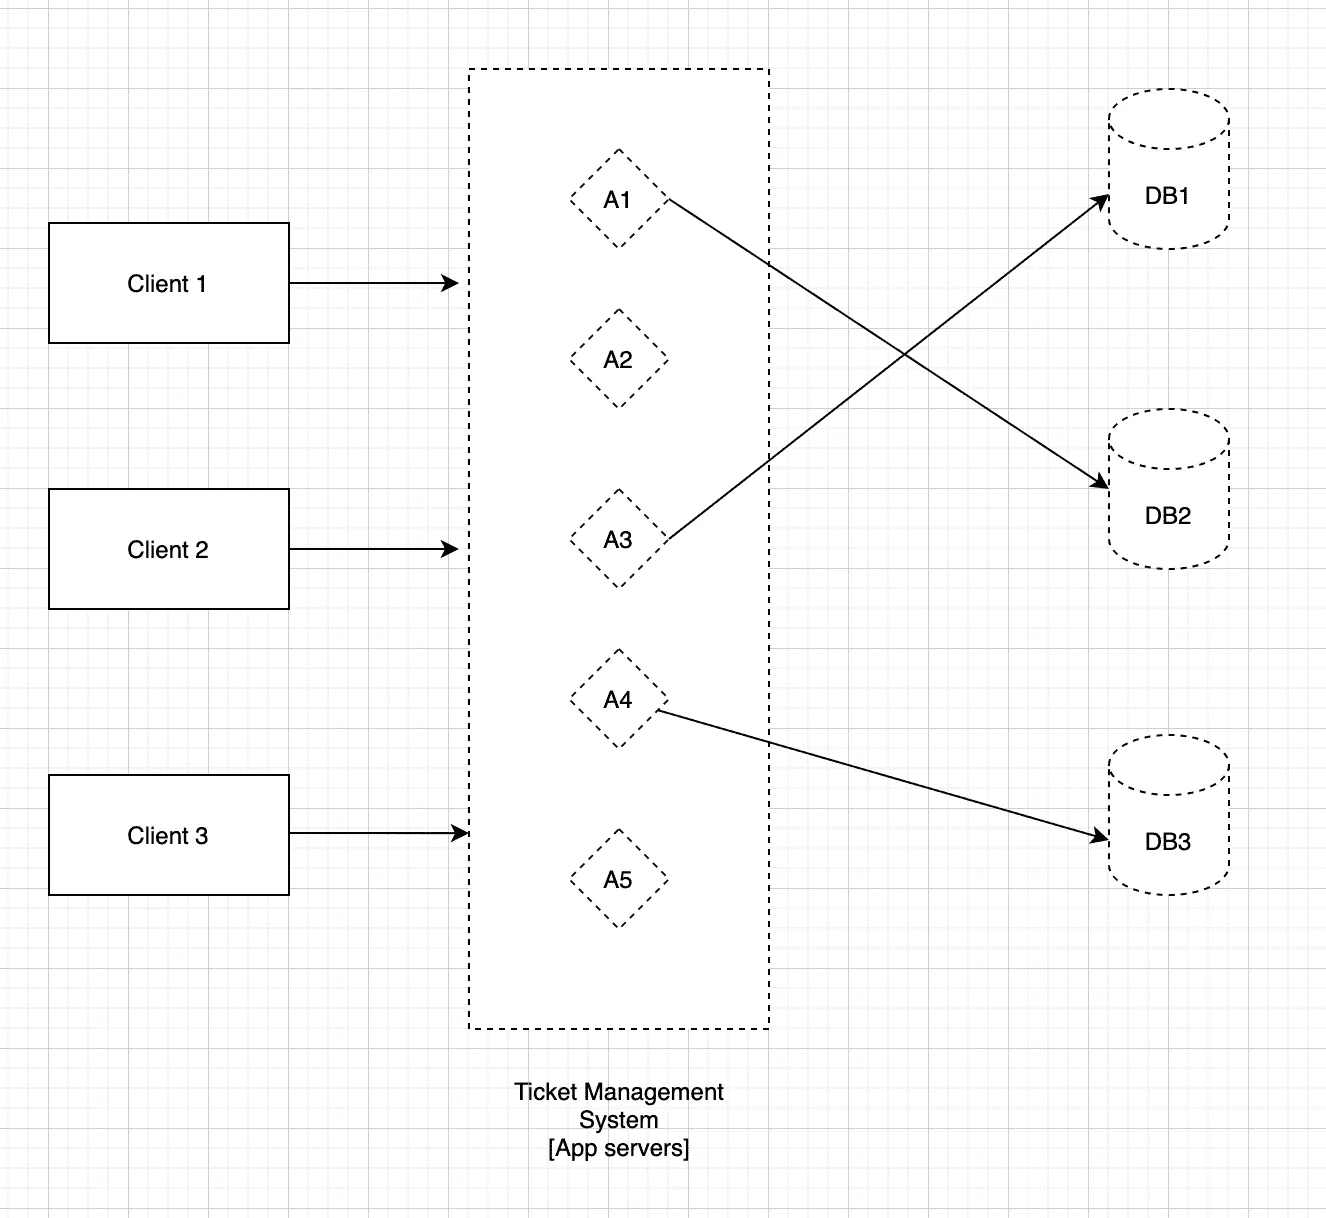 Client 1
Client 2
Client 3
A1
A2
A3
A4
A5
DB1
DB2
DB3
Ticket Management
System
[App servers]